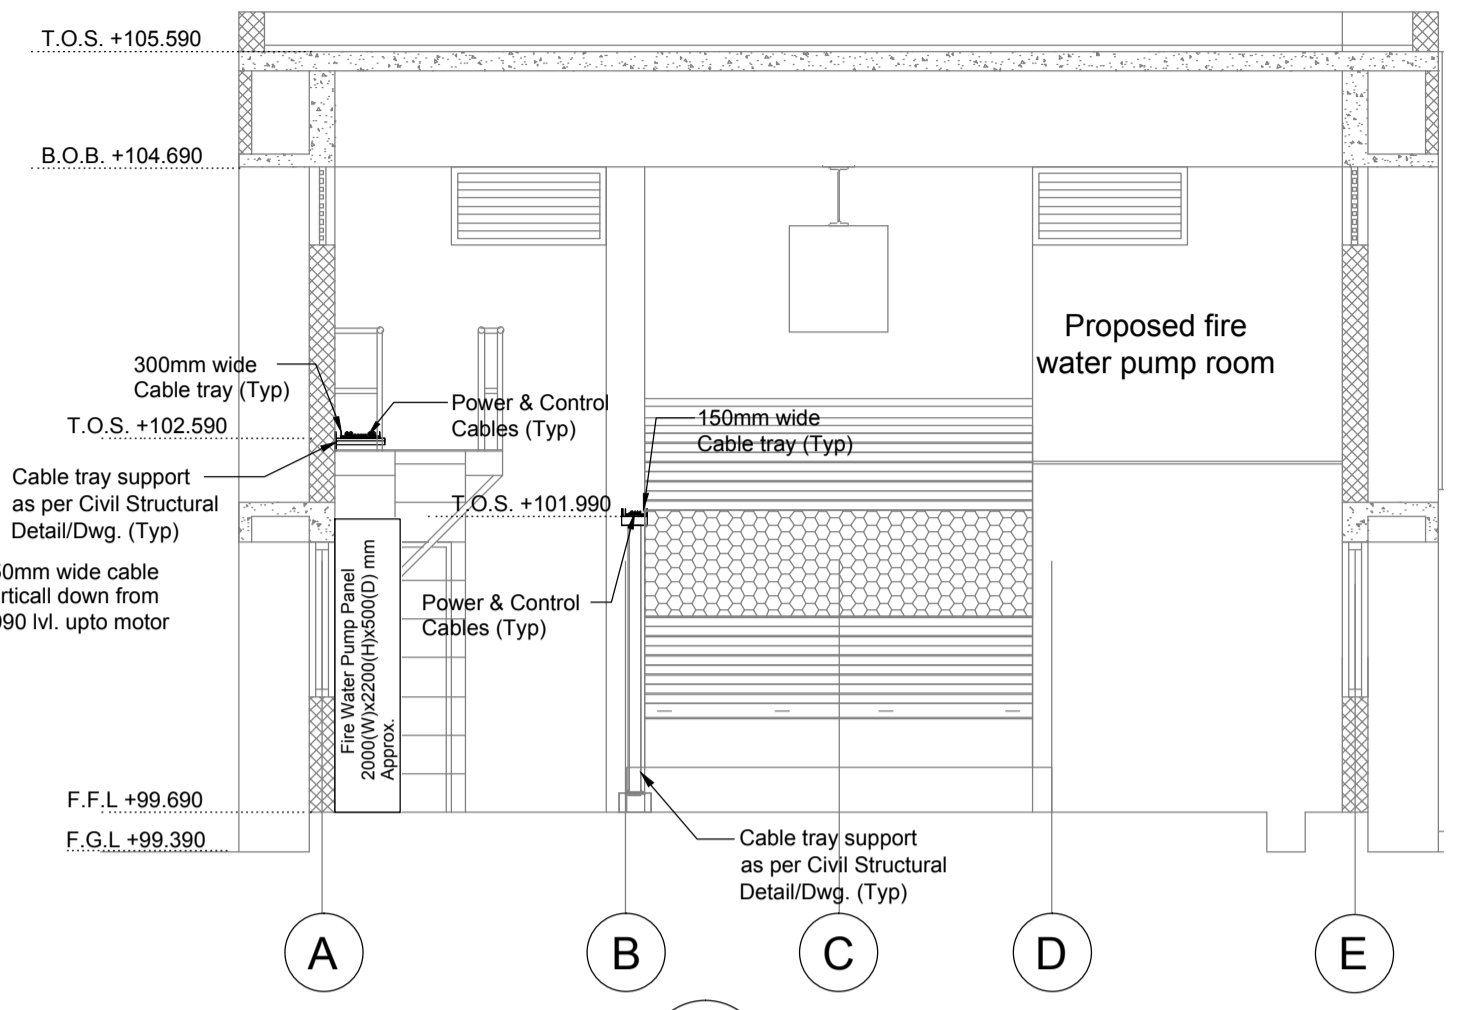 T.O.S. +105.590
B.O.B. +104.690
Proposed fire
water pump room
300mm wide
Cable tray (Typ)
Power & Control
Cables (Typ)
150mm wide
Cable tray (Typ)
T.O.S. +102.590
Cable tray support
as per Civil Structural
Detail/Dwg. (Typ)
T.O.S. +101.990
0mm wide cable
rticall down from
990 lvl. upto motor
Fire Water Pump Panel
2000(W)x2200(H)x500(D) mm
Approx.
Power & Control
Cables (Typ)
F.F.L +99.690
F.G.L +99.390
Cable tray support
as per Civil Structural
Detail/Dwg. (Typ)
A
B
C
D
E